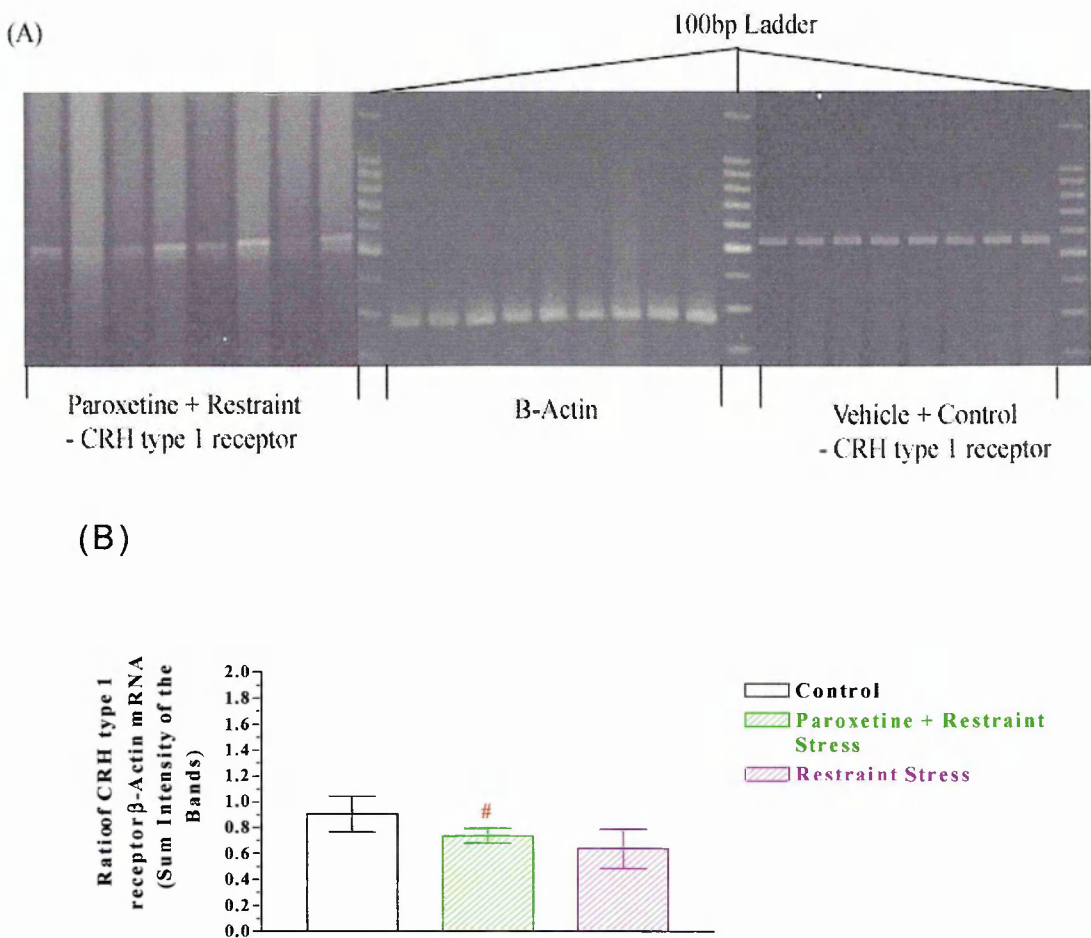 (A)
100bp Ladder
Paroxetine + Restraint
- CRH type 1 receptor
B-Actin
Vehicle + Control
- CRH type 1 receptor
(B)
Ratioof CRH type 1
receptorβ-Actin mRNA
(Sum Intensity of the
Bands)
2.0
1.8
1.6
1.4
1.2
1.0
0.8
0.6
0.4
0.2
0.0
#
Control
Paroxetine + Restraint
Stress
Restraint Stress